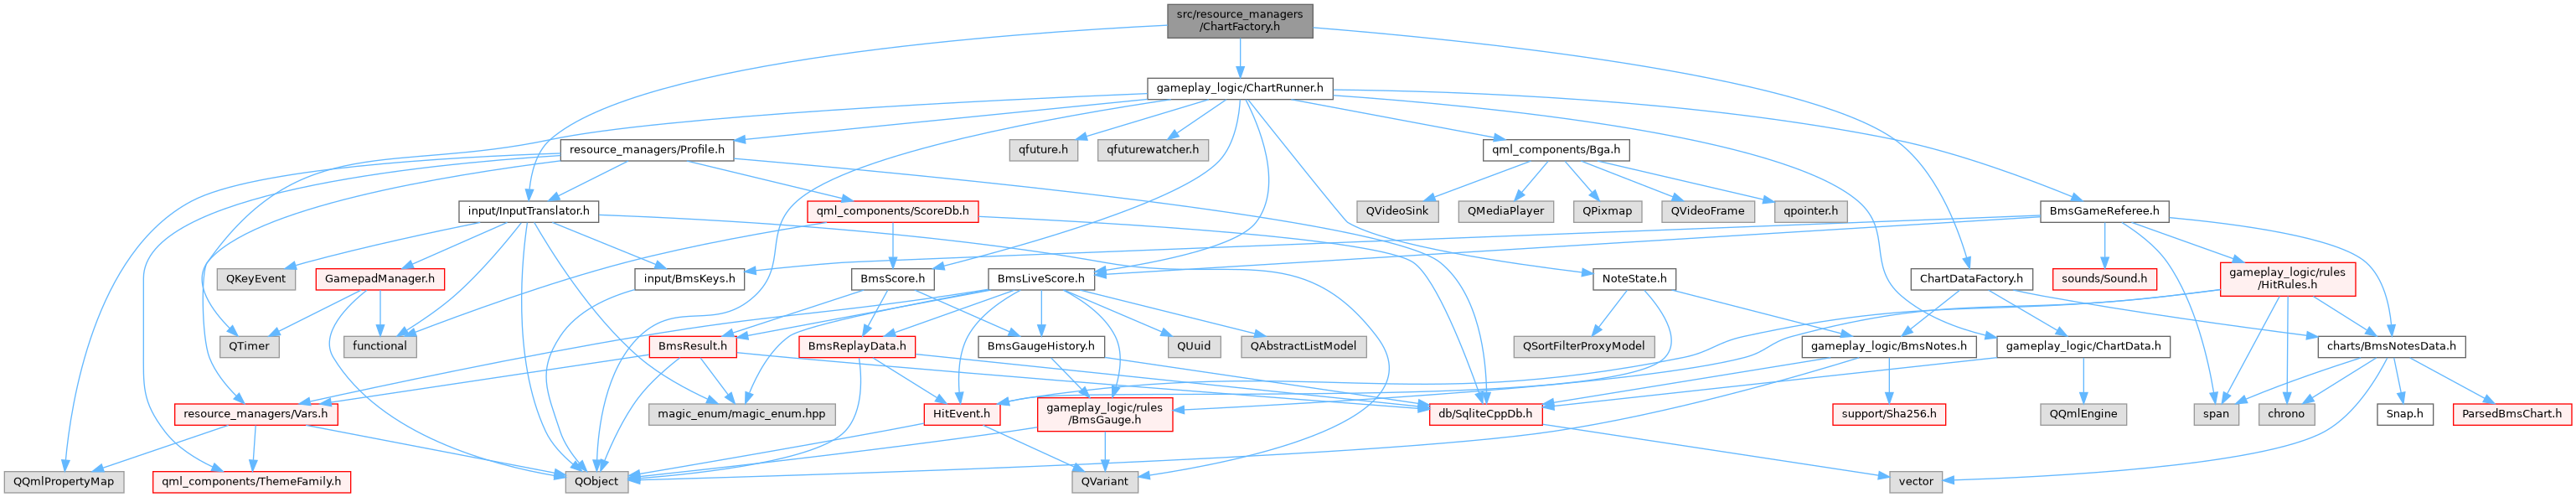 src/resource_managers
/ChartFactory.h
gameplay_logic/ChartRunner.h
resource_managers/Profile.h
qfuture.h
qfuturewatcher.h
qml_components/Bga.h
input/InputTranslator.h
qml_components/ScoreDb.h
QVideoSink
QMediaPlayer
QPixmap
QVideoFrame
qpointer.h
BmsGameReferee.h
QKeyEvent
GamepadManager.h
input/BmsKeys.h
BmsScore.h
BmsLiveScore.h
NoteState.h
ChartDataFactory.h
sounds/Sound.h
gameplay_logic/rules
/HitRules.h
QTimer
functional
BmsResult.h
BmsReplayData.h
BmsGaugeHistory.h
QUuid
QAbstractListModel
QSortFilterProxyModel
gameplay_logic/BmsNotes.h
gameplay_logic/ChartData.h
charts/BmsNotesData.h
resource_managers/Vars.h
magic_enum/magic_enum.hpp
HitEvent.h
gameplay_logic/rules
/BmsGauge.h
db/SqliteCppDb.h
support/Sha256.h
QQmlEngine
span
chrono
Snap.h
ParsedBmsChart.h
QQmlPropertyMap
qml_components/ThemeFamily.h
QObject
QVariant
vector